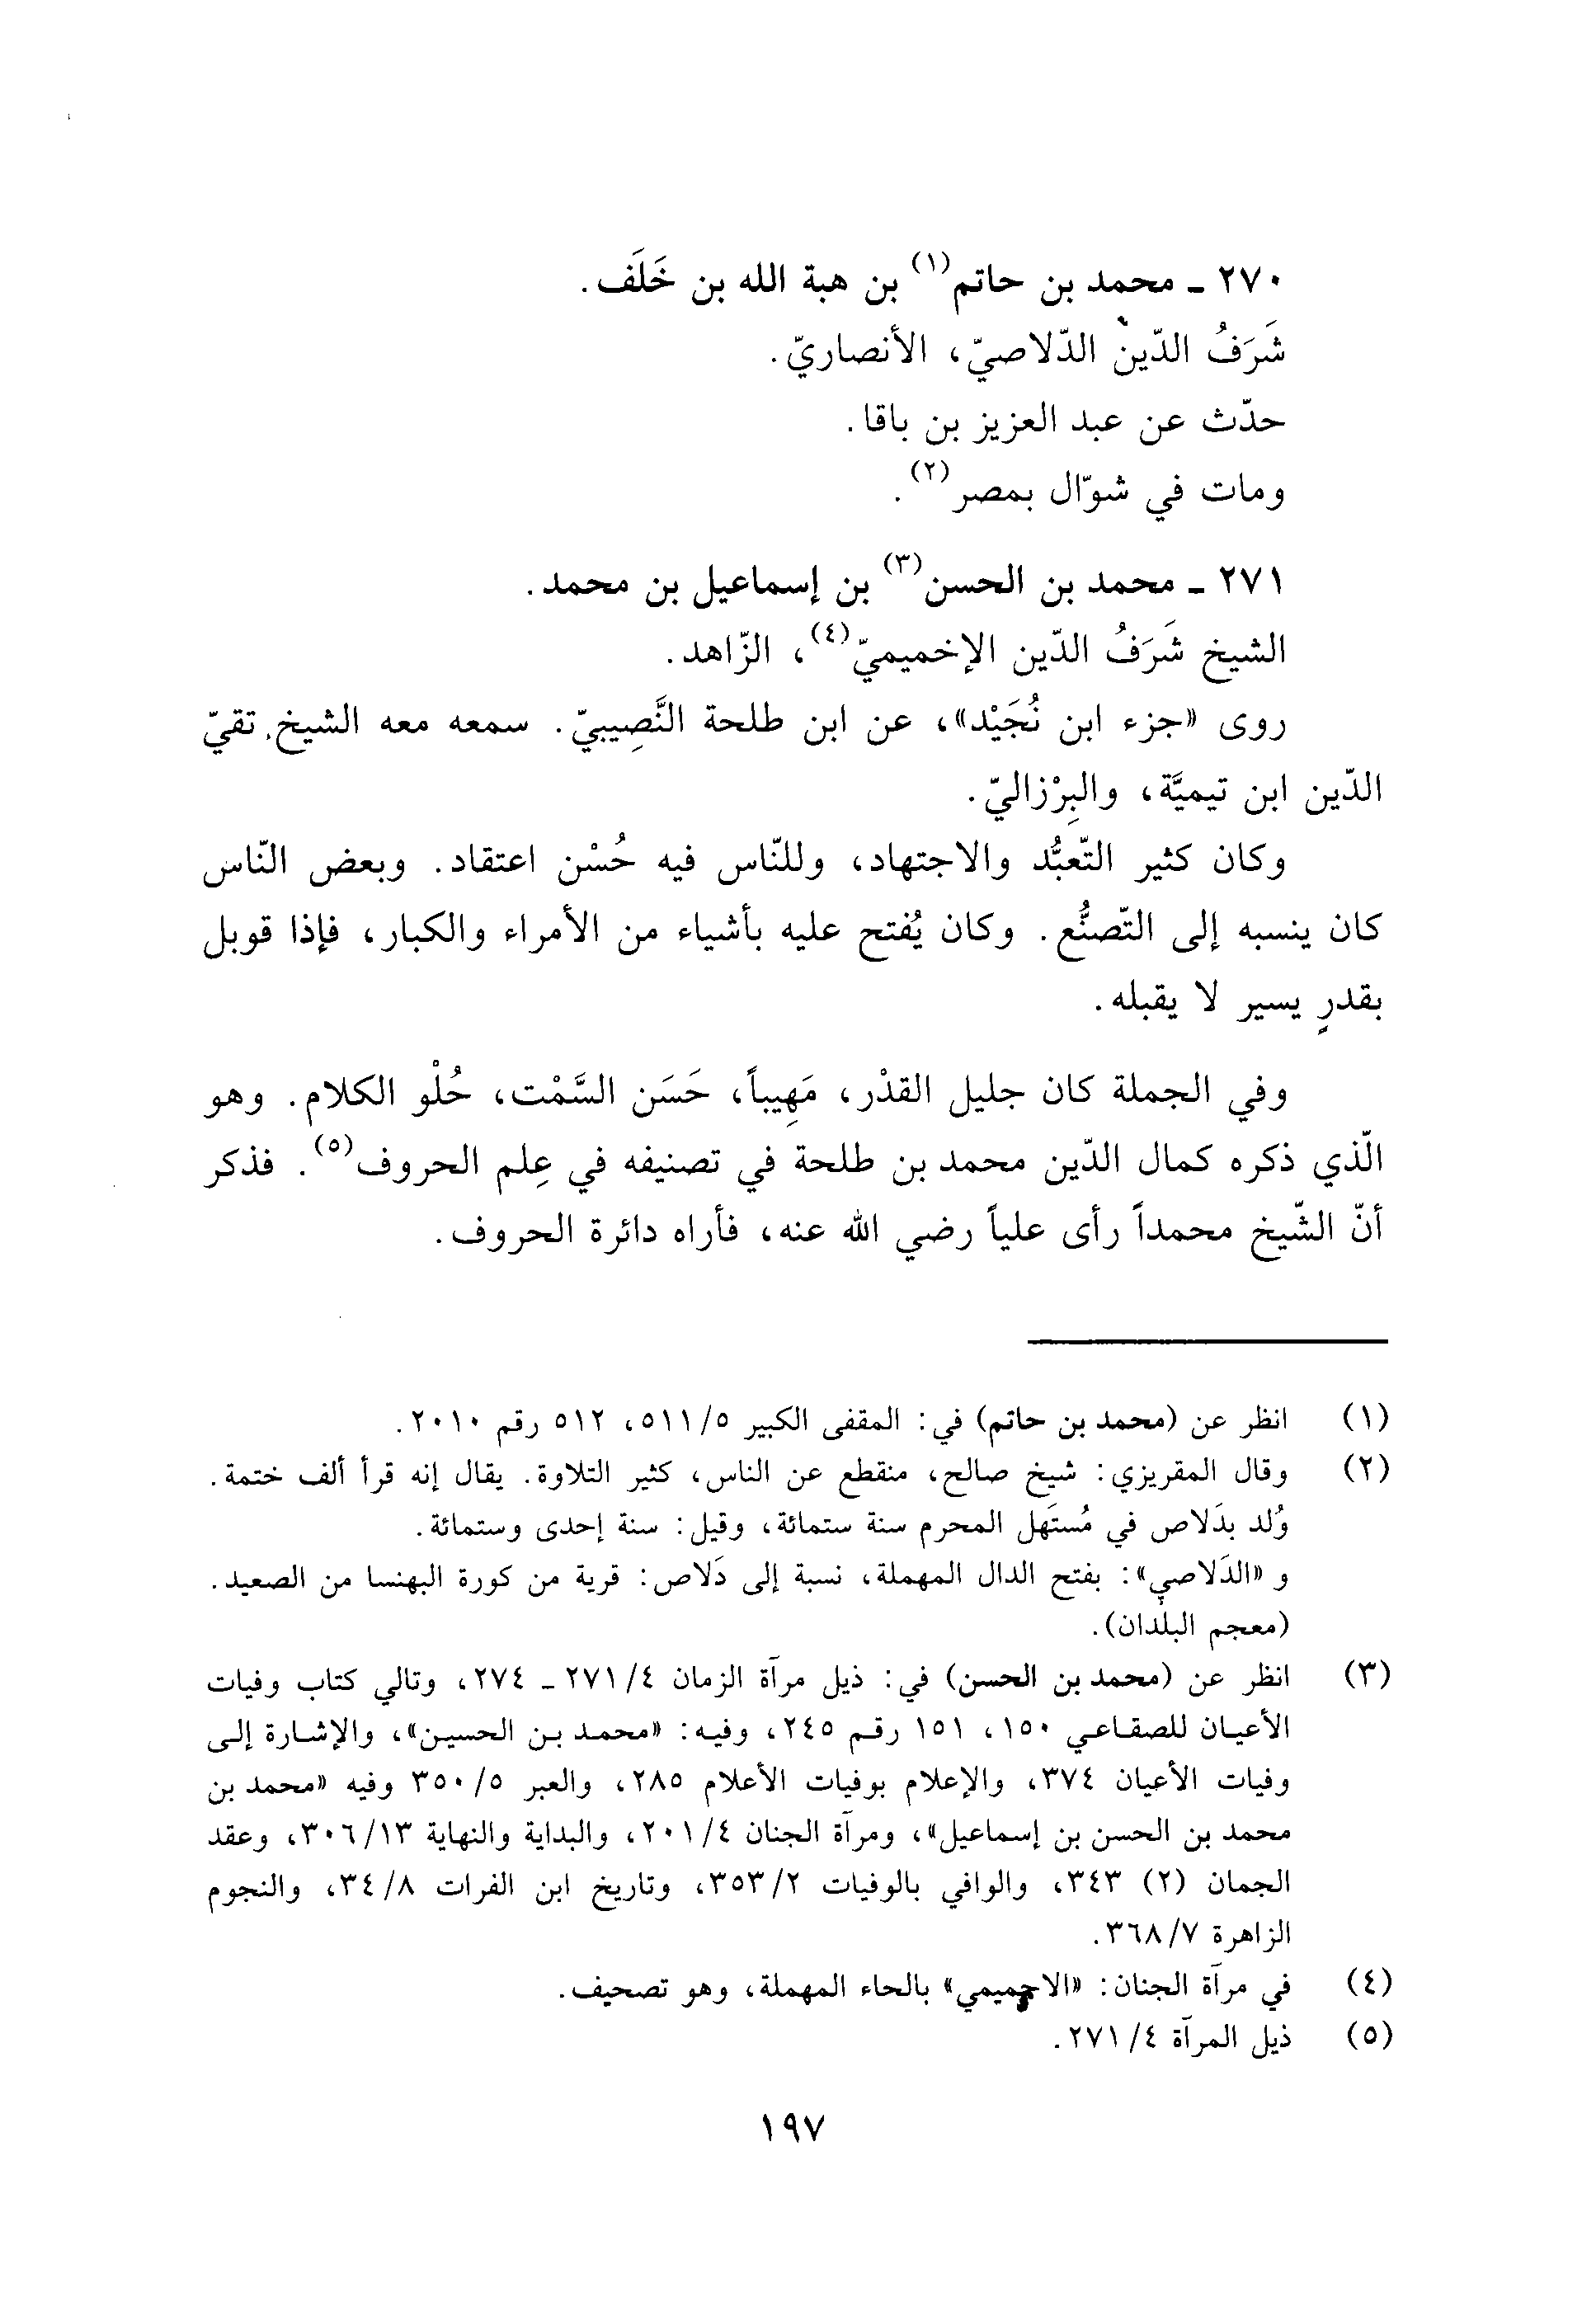 ٢٧٠ ـ محمد بن حاتم(١) بن هبة الله بن خَلَف.
شَرَفُ الدّين الدّلاصيّ، الأنصاريّ.
حدّث عن عبد العزيز بن باقا.
ومات في شوّال بمصر(٢).
٢٧١ ـ محمد بن الحسن(٣) بن إسماعيل بن محمد.
الشيخ شَرَفُ الدّين الإخميميّ(٤)، الزّاهد.
روى «جزء ابن نُجَيْد»، عن ابن طلحة النَّصِيبيّ. سمعه معه الشيخ تقيّ
الدّين ابن تيميَّة، والبِرْزاليّ.
وكان كثير التّعبُّد والاجتهاد، وللنّاس فيه حُسْن اعتقاد. وبعض النّاس
كان ينسبه إلى التّصنُّع. وكان يُفتح عليه بأشياء من الأمراء والكبار، فإذا قوبل
بقدرٍ يسير لا يقبله.
وفي الجملة كان جليل القدْر، مَهِيباً، حَسَن السَّمْت، حُلْو الكلام. وهو
الّذي ذكره كمال الدّين محمد بن طلحة في تصنيفه في عِلم الحروف(٥). فذكر
أنّ الشّيخ محمداً رأى علياً رضي الله عنه، فأراه دائرة الحروف.
(١) انظر عن (محمد بن حاتم) في: المقفى الكبير ٥/٥١١، ٥١٢ رقم ٢٠١٠.
(٢) وقال المقريزي: شيخ صالح، منقطع عن الناس، كثير التلاوة. يقال إنه قرأ ألف ختمة.
وُلد بدَلاص في مُستَهل المحرم سنة ستمائة، وقيل: سنة إحدى وستمائة.
و «الدَلاصي»: بفتح الدال المهملة، نسبة إلى دَلاص: قرية من كورة البهنسا من الصعيد.
(معجم البلدان).
(٣) انظر عن (محمد بن الحسن) في: ذيل مرآة الزمان ٤/٢٧١ ـ ٢٧٤، وتالي كتاب وفيات
الأعيان للصقاعي ١٥٠، ١٥١ رقم ٢٤٥، وفيه: «محمد بن الحسين»، والإشارة إلى
وفيات الأعيان ٣٧٤، والإعلام بوفيات الأعلام ٢٨٥، والعبر ٥/٣٥٠ وفيه «محمد بن
محمد بن الحسن بن إسماعيل»، ومرآة الجنان ٤/٢٠١، والبداية والنهاية ١٣/٣٠٦، وعقد
الجمان (٢) ٣٤٣، والوافي بالوفيات ٢/٣٥٣، وتاريخ ابن الفرات ٨/٣٤، والنجوم
الزاهرة ٧/٣٦٨.
(٤) في مرآة الجنان: «الاحميمي» بالحاء المهملة، وهو تصحيف.
(٥) ذيل المرآة ٤/٢٧١.
١٩٧